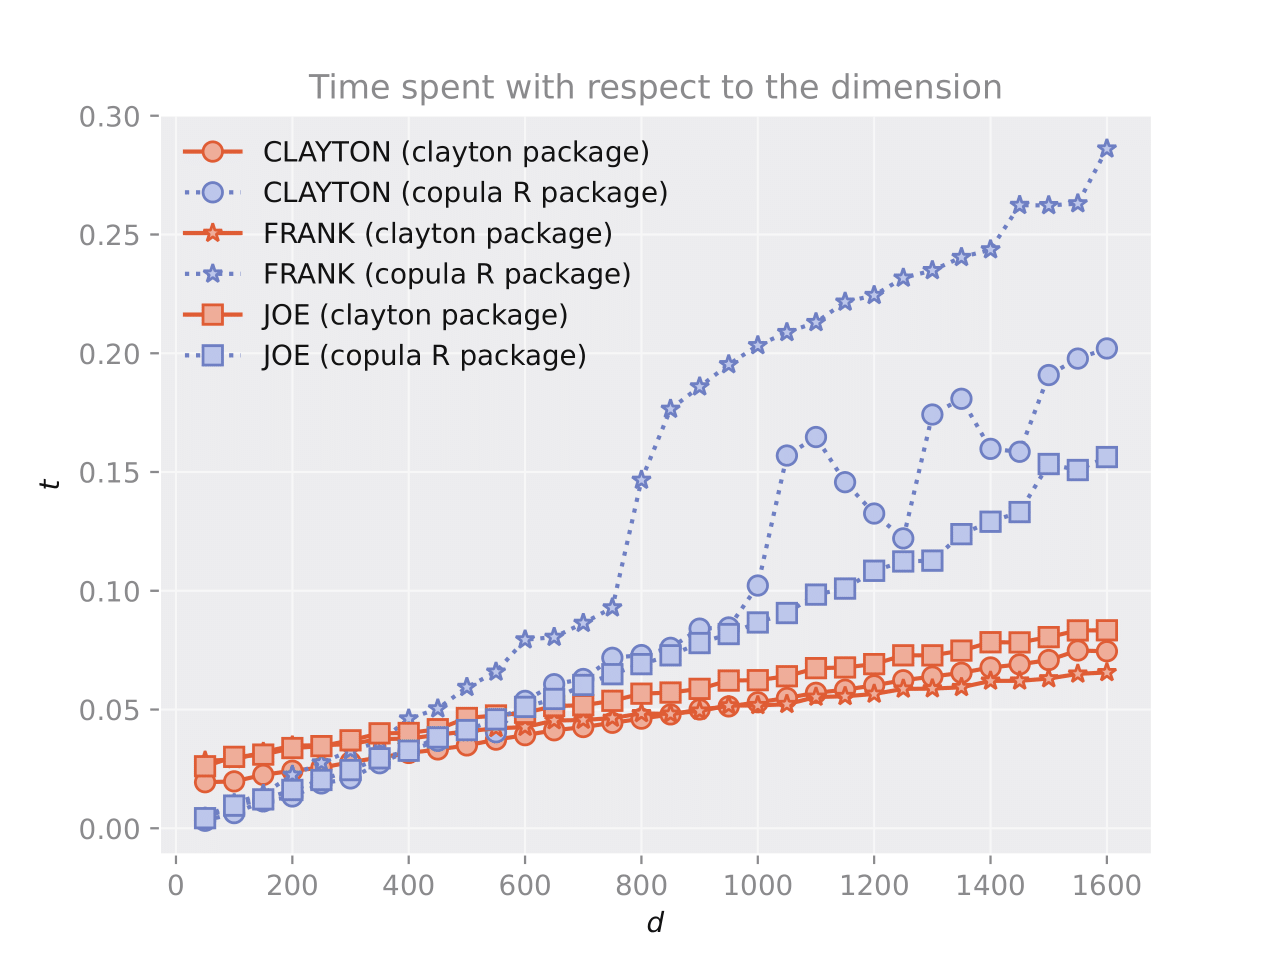 Time spent with respect to the dimension
0.30
0.25
0.20
0.15
0.10
0.05
0.00
t
CLAYTON (clayton package)
CLAYTON (copula R package)
FRANK (clayton package)
FRANK (copula R package)
JOE (clayton package)
JOE (copula R package)
0 200 400 600 800 1000 1200 1400 1600
d